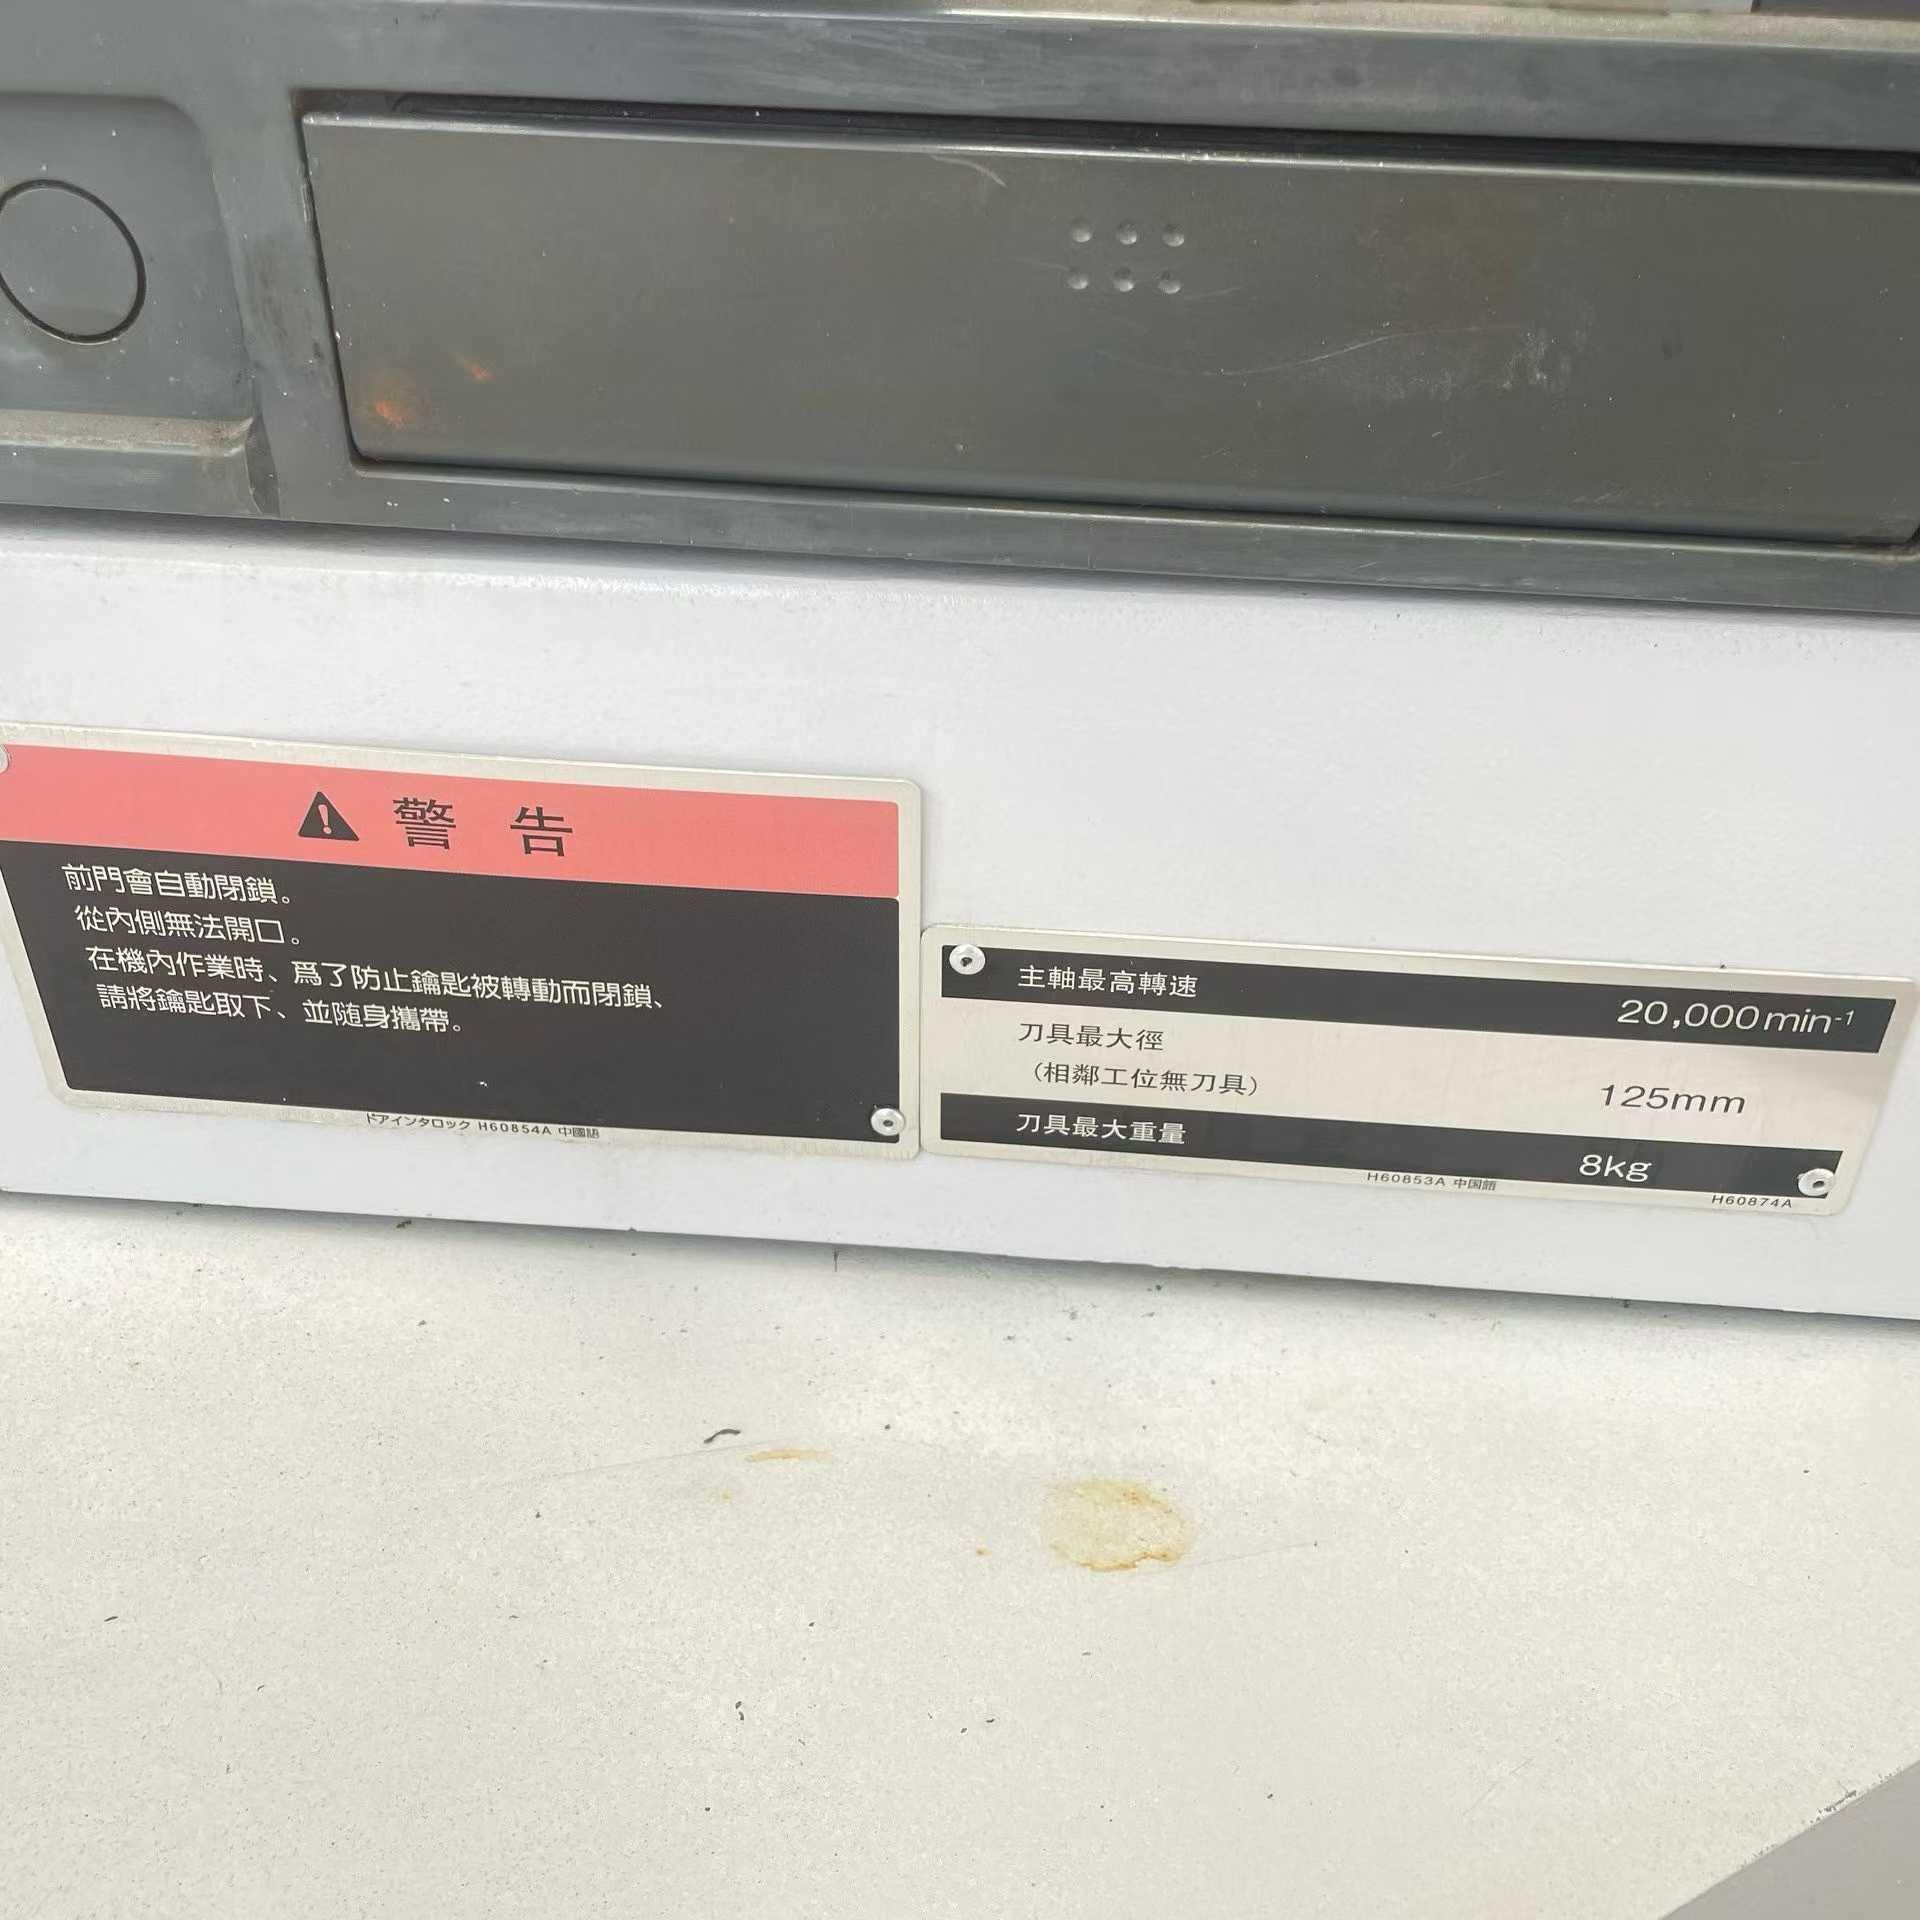 警告
前門會自動閉鎖。
從內側無法開口。
在機內作業時、爲了防止鑰匙被轉動而閉鎖、
請將鑰匙取下、並随身攜帶。
ドアインタロック H60854A 中國語
主軸最高轉速 20,000min-1
刀具最大徑
(相鄰工位無刀具) 125mm
刀具最大重量 8kg
H60853A 中国語 H60874A